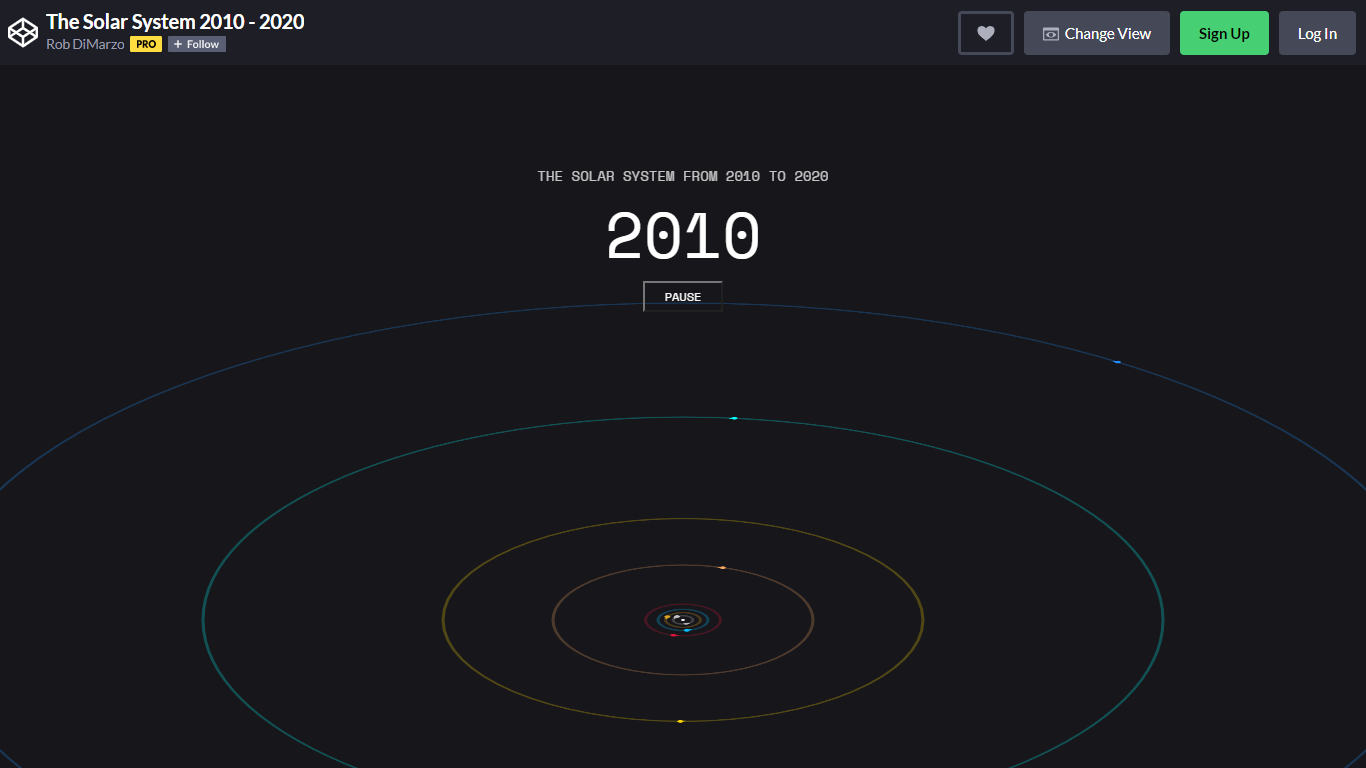 The Solar System 2010 - 2020
Rob DiMarzo PRO + Follow
Change View
Sign Up
Log In
THE SOLAR SYSTEM FROM 2010 TO 2020
2010
PAUSE